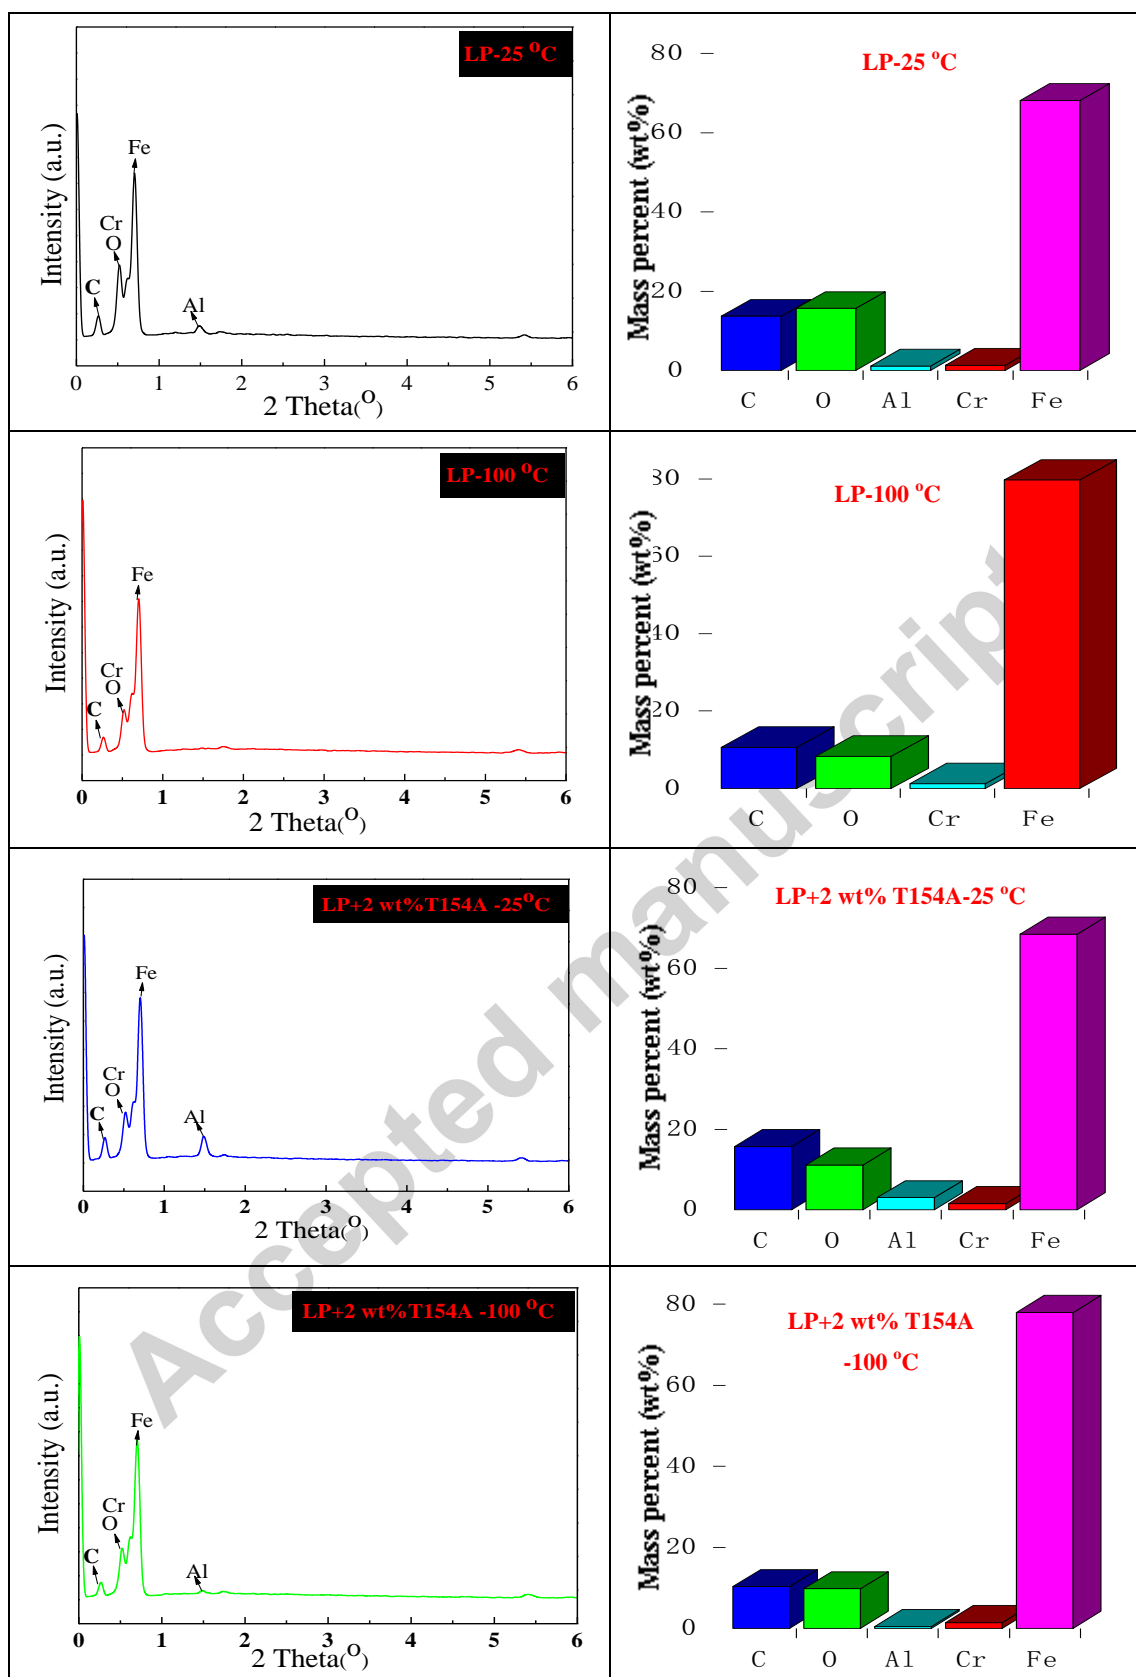 LP-25 °C
Intensity (a.u.)
Fe
Cr
O
C
Al
0 1 2 3 4 5 6
2 Theta(O)
LP-25 °C
Mass percent (wt%)
80
60
40
20
0
C O Al Cr Fe
LP-100 °C
Intensity (a.u.)
Fe
Cr
O
C
0 1 2 3 4 5 6
2 Theta(O)
LP-100 °C
Mass percent (wt%)
80
60
40
20
0
C O Cr Fe
LP+2 wt%T154A -25°C
Intensity (a.u.)
Fe
Cr
O
C
Al
0 1 2 3 4 5 6
2 Theta(O)
LP+2 wt% T154A-25 °C
Mass percent (wt%)
80
60
40
20
0
C O Al Cr Fe
LP+2 wt%T154A -100 °C
Intensity (a.u.)
Fe
Cr
O
C
Al
0 1 2 3 4 5 6
2 Theta(O)
LP+2 wt% T154A
-100 °C
Mass percent (wt%)
80
60
40
20
0
C O Al Cr Fe
Accepted manuscript